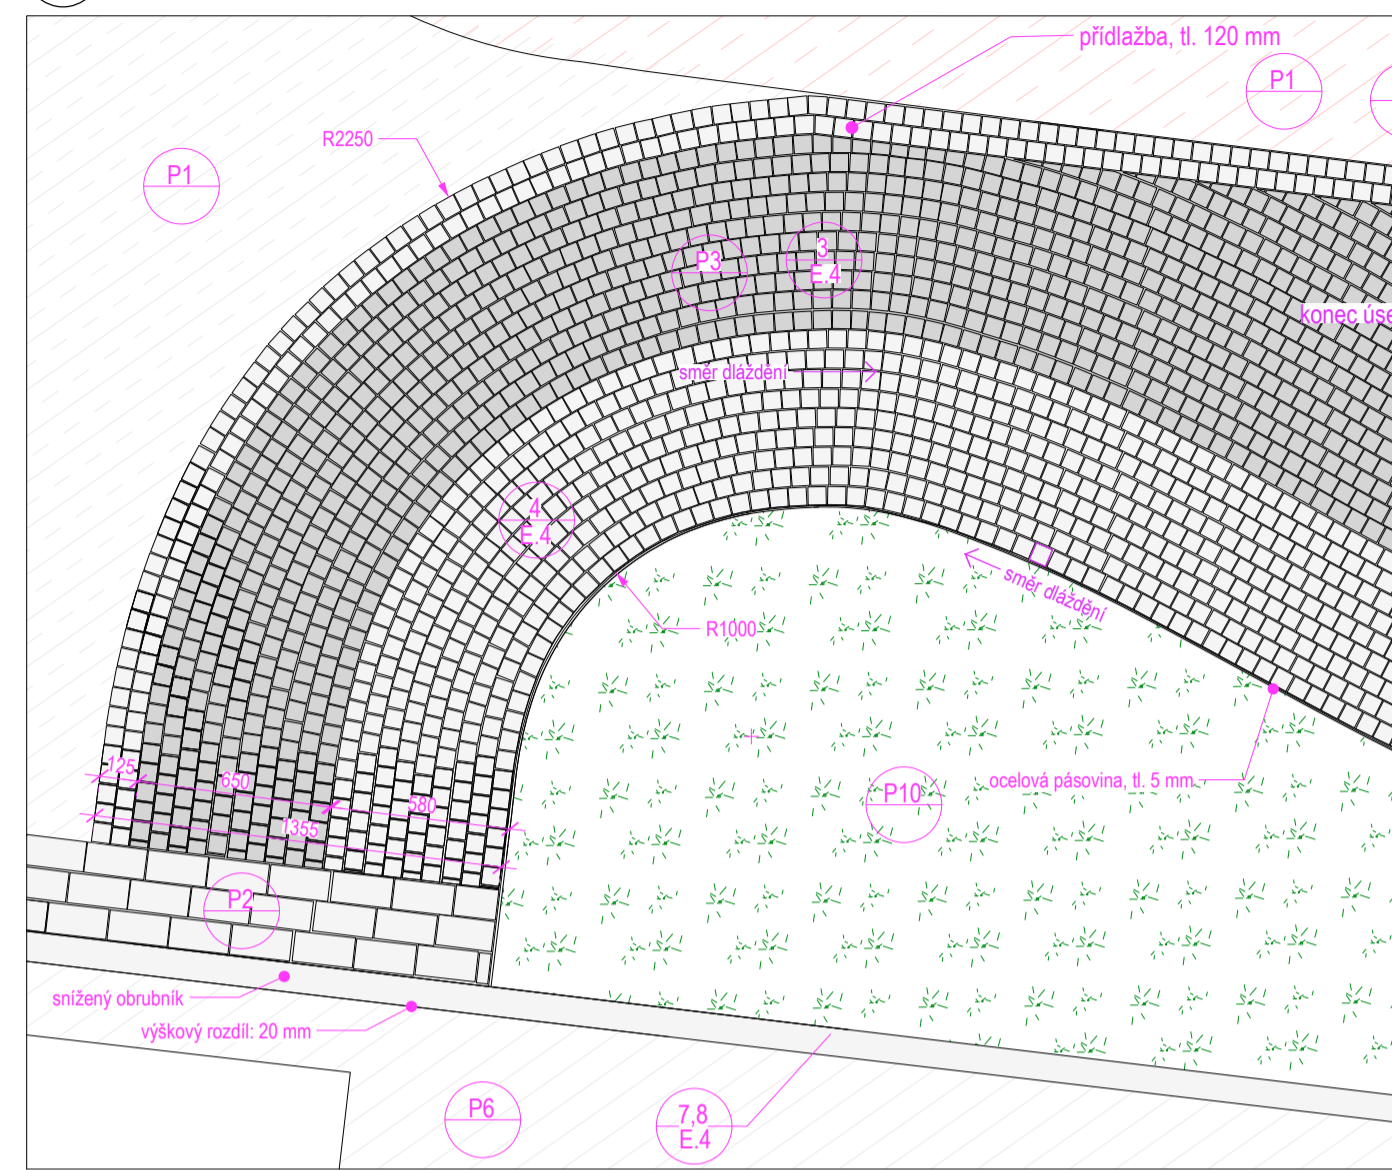 přídlažba, tl. 120 mm
P1
R2250
P1
P3
3
E.4
konec úse
směr dláždění
4
E.4
směr dláždění
R1000
125
650
580
1355
ocelová pásovina, tl. 5 mm
P10
P2
snížený obrubník
výškový rozdíl: 20 mm
P6
7,8
E.4